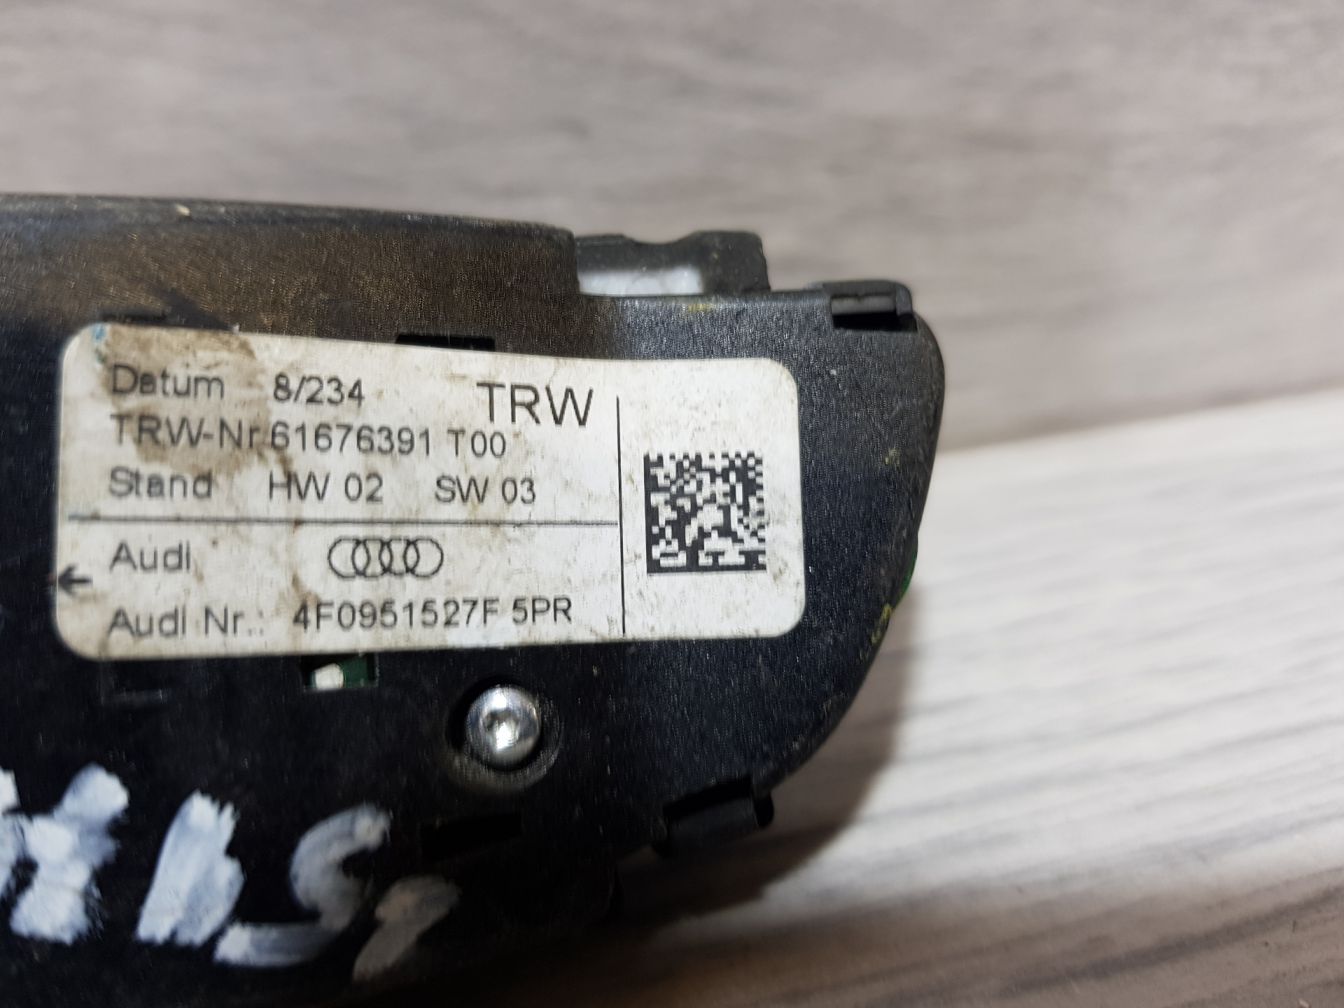 Datum 8/234 TRW
TRW-Nr.61676391 T00
Stand HW 02 SW 03
Audi
Audi Nr.: 4F0951527F 5PR